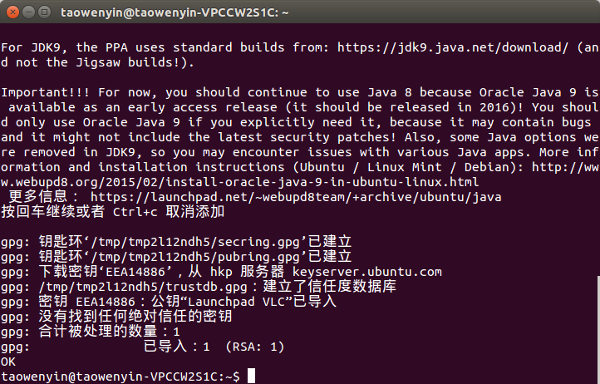 taowenyin@taowenyin-VPCCW2S1C: ~
For JDK9, the PPA uses standard builds from: https://jdk9.java.net/download/ (an
d not the Jigsaw builds!).
Important!!! For now, you should continue to use Java 8 because Oracle Java 9 is
 available as an early access release (it should be released in 2016)! You shoul
d only use Oracle Java 9 if you explicitly need it, because it may contain bugs
and it might not include the latest security patches! Also, some Java options we
re removed in JDK9, so you may encounter issues with various Java apps. More inf
ormation and installation instructions (Ubuntu / Linux Mint / Debian): http://ww
w.webupd8.org/2015/02/install-oracle-java-9-in-ubuntu-linux.html
 更多信息： https://launchpad.net/~webupd8team/+archive/ubuntu/java
按回车继续或者 Ctrl+c 取消添加
gpg: 钥匙环‘/tmp/tmp2l12ndh5/secring.gpg’已建立
gpg: 钥匙环‘/tmp/tmp2l12ndh5/pubring.gpg’已建立
gpg: 下载密钥‘EEA14886’，从 hkp 服务器 keyserver.ubuntu.com
gpg: /tmp/tmp2l12ndh5/trustdb.gpg：建立了信任度数据库
gpg: 密钥 EEA14886：公钥“Launchpad VLC”已导入
gpg: 没有找到任何绝对信任的密钥
gpg: 合计被处理的数量：1
gpg:               已导入：1  (RSA: 1)
OK
taowenyin@taowenyin-VPCCW2S1C:~$